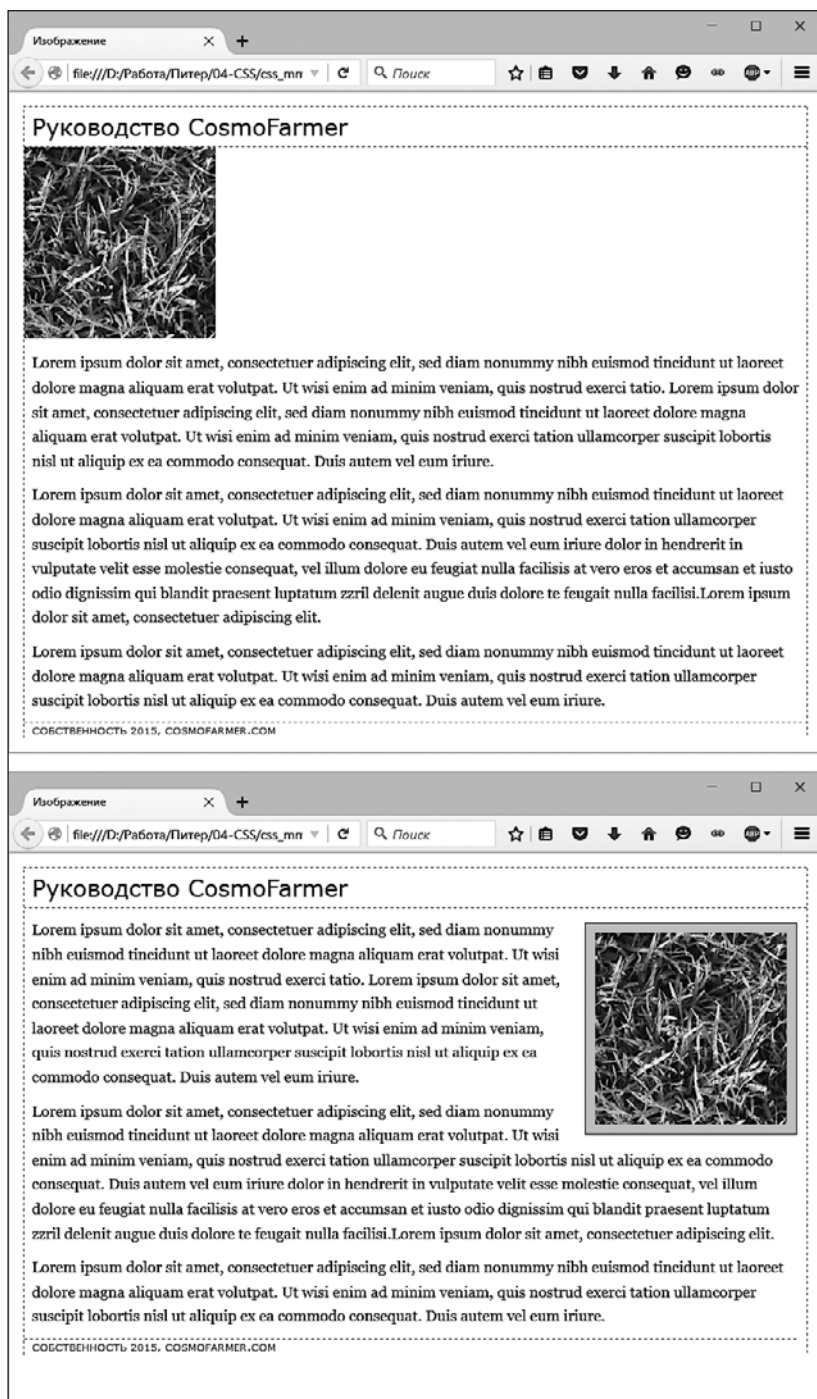 Изображение
file:///D:/Работа/Питер/04-CSS/css_mm
Поиск
ABP
Руководство CosmoFarmer
Lorem ipsum dolor sit amet, consectetuer adipiscing elit, sed diam nonummy nibh euismod tincidunt ut laoreet
dolore magna aliquam erat volutpat. Ut wisi enim ad minim veniam, quis nostrud exerci tatio. Lorem ipsum dolor
sit amet, consectetuer adipiscing elit, sed diam nonummy nibh euismod tincidunt ut laoreet dolore magna
aliquam erat volutpat. Ut wisi enim ad minim veniam, quis nostrud exerci tation ullamcorper suscipit lobortis
nisl ut aliquip ex ea commodo consequat. Duis autem vel eum iriure.
Lorem ipsum dolor sit amet, consectetuer adipiscing elit, sed diam nonummy nibh euismod tincidunt ut laoreet
dolore magna aliquam erat volutpat. Ut wisi enim ad minim veniam, quis nostrud exerci tation ullamcorper
suscipit lobortis nisl ut aliquip ex ea commodo consequat. Duis autem vel eum iriure dolor in hendrerit in
vulputate velit esse molestie consequat, vel illum dolore eu feugiat nulla facilisis at vero eros et accumsan et iusto
odio dignissim qui blandit praesent luptatum zzril delenit augue duis dolore te feugait nulla facilisi.Lorem ipsum
dolor sit amet, consectetuer adipiscing elit.
Lorem ipsum dolor sit amet, consectetuer adipiscing elit, sed diam nonummy nibh euismod tincidunt ut laoreet
dolore magna aliquam erat volutpat. Ut wisi enim ad minim veniam, quis nostrud exerci tation ullamcorper
suscipit lobortis nisl ut aliquip ex ea commodo consequat. Duis autem vel eum iriure.
СОБСТВЕННОСТЬ 2015, COSMOFARMER.COM
Изображение
file:///D:/Работа/Питер/04-CSS/css_mm
Поиск
ABP
Руководство CosmoFarmer
Lorem ipsum dolor sit amet, consectetuer adipiscing elit, sed diam nonummy
nibh euismod tincidunt ut laoreet dolore magna aliquam erat volutpat. Ut wisi
enim ad minim veniam, quis nostrud exerci tatio. Lorem ipsum dolor sit amet,
consectetuer adipiscing elit, sed diam nonummy nibh euismod tincidunt ut
laoreet dolore magna aliquam erat volutpat. Ut wisi enim ad minim veniam,
quis nostrud exerci tation ullamcorper suscipit lobortis nisl ut aliquip ex ea
commodo consequat. Duis autem vel eum iriure.
Lorem ipsum dolor sit amet, consectetuer adipiscing elit, sed diam nonummy
nibh euismod tincidunt ut laoreet dolore magna aliquam erat volutpat. Ut wisi
enim ad minim veniam, quis nostrud exerci tation ullamcorper suscipit lobortis nisl ut aliquip ex ea commodo
consequat. Duis autem vel eum iriure dolor in hendrerit in vulputate velit esse molestie consequat, vel illum
dolore eu feugiat nulla facilisis at vero eros et accumsan et iusto odio dignissim qui blandit praesent luptatum
zzril delenit augue duis dolore te feugait nulla facilisi.Lorem ipsum dolor sit amet, consectetuer adipiscing elit.
Lorem ipsum dolor sit amet, consectetuer adipiscing elit, sed diam nonummy nibh euismod tincidunt ut laoreet
dolore magna aliquam erat volutpat. Ut wisi enim ad minim veniam, quis nostrud exerci tation ullamcorper
suscipit lobortis nisl ut aliquip ex ea commodo consequat. Duis autem vel eum iriure.
СОБСТВЕННОСТЬ 2015, COSMOFARMER.COM